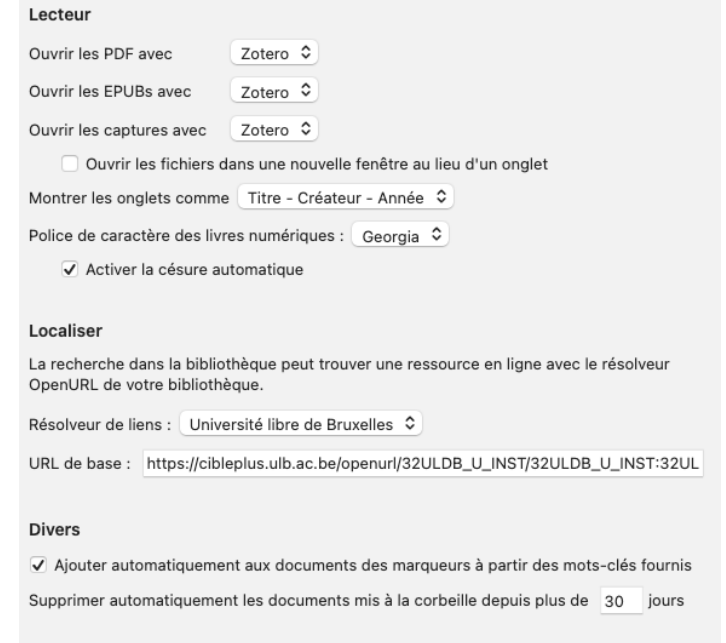 Lecteur
Ouvrir les PDF avec Zotero
Ouvrir les EPUBs avec Zotero
Ouvrir les captures avec Zotero
Ouvrir les fichiers dans une nouvelle fenêtre au lieu d'un onglet
Montrer les onglets comme Titre - Créateur - Année
Police de caractère des livres numériques : Georgia
Activer la césure automatique
Localiser
La recherche dans la bibliothèque peut trouver une ressource en ligne avec le résolveur
OpenURL de votre bibliothèque.
Résolveur de liens : Université libre de Bruxelles
URL de base : https://cibleplus.ulb.ac.be/openurl/32ULDB_U_INST/32ULDB_U_INST:32UL
Divers
Ajouter automatiquement aux documents des marqueurs à partir des mots-clés fournis
Supprimer automatiquement les documents mis à la corbeille depuis plus de 30 jours